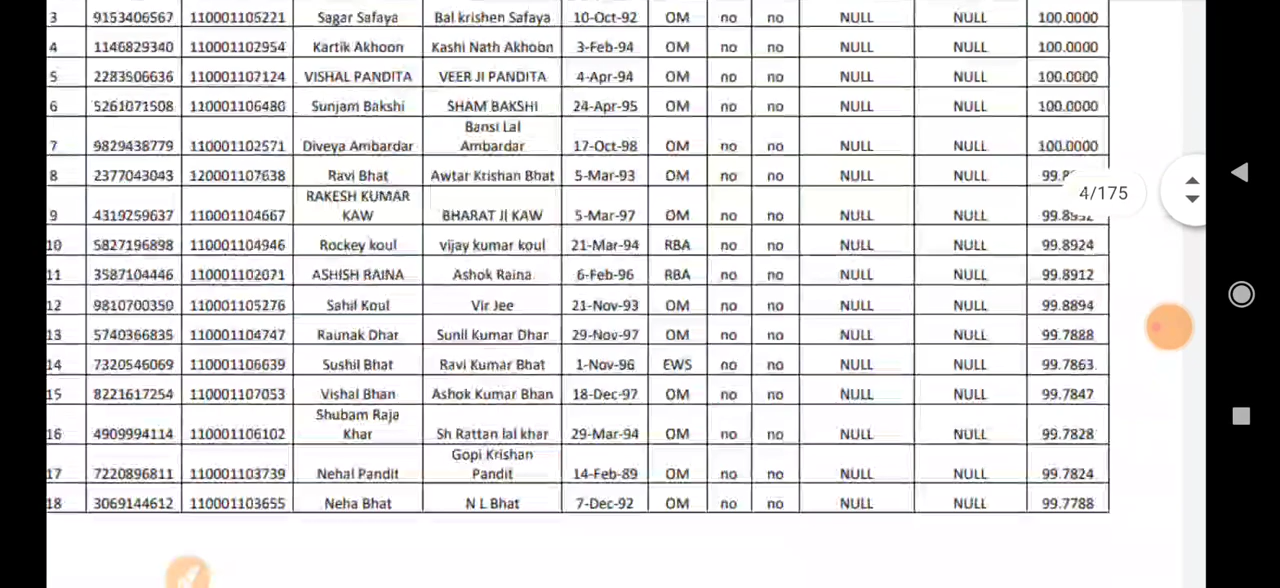 3 9153406567 110001105221 Sagar Safaya Bal krishen Safaya 10-Oct-92 OM no no NULL NULL 100.0000
4 1146829340 110001102954 Kartik Akhoon Kashi Nath Akhoon 3-Feb-94 OM no no NULL NULL 100.0000
5 2283506636 110001107124 VISHAL PANDITA VEER JI PANDITA 4-Apr-94 OM no no NULL NULL 100.0000
6 5261071508 110001106480 Sunjam Bakshi SHAM BAKSHI 24-Apr-95 OM no no NULL NULL 100.0000
Bansi Lal
7 9829438779 110001102571 Diveya Ambardar Ambardar 17-Oct-98 OM no no NULL NULL 100.0000
8 2377043043 120001107638 Ravi Bhat Awtar Krishan Bhat 5-Mar-93 OM no no NULL NULL
4/175
RAKESH KUMAR
9 4319259637 110001104667 KAW BHARAT JI KAW 5-Mar-97 OM no no NULL NULL
10 5827196898 110001104946 Rockey koul vijay kumar koul 21-Mar-94 RBA no no NULL NULL 99.8924
11 3587104446 110001102071 ASHISH RAINA Ashok Raina 6-Feb-96 RBA no no NULL NULL 99.8912
12 9810700350 110001105276 Sahil Koul Vir Jee 21-Nov-93 OM no no NULL NULL 99.8894
13 5740366835 110001104747 Raunak Dhar Sunil Kumar Dhar 29-Nov-97 OM no no NULL NULL 99.7888
14 7320546069 110001106639 Sushil Bhat Ravi Kumar Bhat 1-Nov-96 EWS no no NULL NULL 99.7863
15 8221617254 110001107053 Vishal Bhan Ashok Kumar Bhan 18-Dec-97 OM no no NULL NULL 99.7847
Shubam Raja
16 4909994114 110001106102 Khar Sh Rattan lal khar 29-Mar-94 OM no no NULL NULL 99.7828
Gopi Krishan
17 7220896811 110001103739 Nehal Pandit Pandit 14-Feb-89 OM no no NULL NULL 99.7824
18 3069144612 110001103655 Neha Bhat N L Bhat 7-Dec-92 OM no no NULL NULL 99.7788